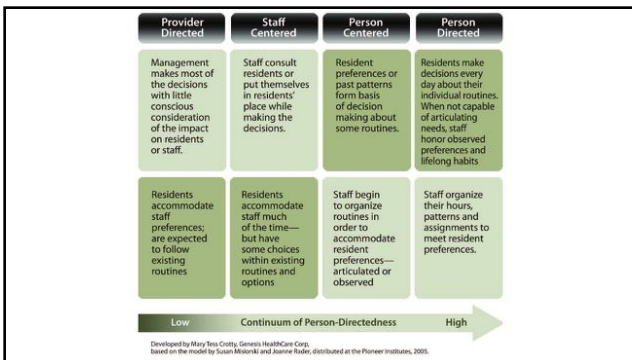 Provider
Directed
Staff
Centered
Person
Centered
Person
Directed
Management
makes most of
the decisions
with little
conscious
consideration
of the impact
on residents
or staff.
Staff consult
residents or
put themselves
in residents'
place while
making the
decisions.
Resident
preferences or
past patterns
form basis
of decision
making about
some routines.
Residents make
decisions every
day about their
individual routines.
When not capable
of articulating
needs, staff
honor observed
preferences and
lifelong habits
Residents
accommodate
staff
preferences;
are expected
to follow
existing
routines
Residents
accommodate
staff much
of the time—
but have
some choices
within existing
routines and
options
Staff begin
to organize
routines in
order to
accommodate
resident
preferences—
articulated or
observed
Staff organize
their hours,
patterns and
assignments to
meet resident
preferences.
Low Continuum of Person-Directedness High
Developed by Mary Tess Crotty, Genesis HealthCare Corp,
based on the model by Susan Misiorski and Joanne Rader, distributed at the Pioneer Institutes, 2005.